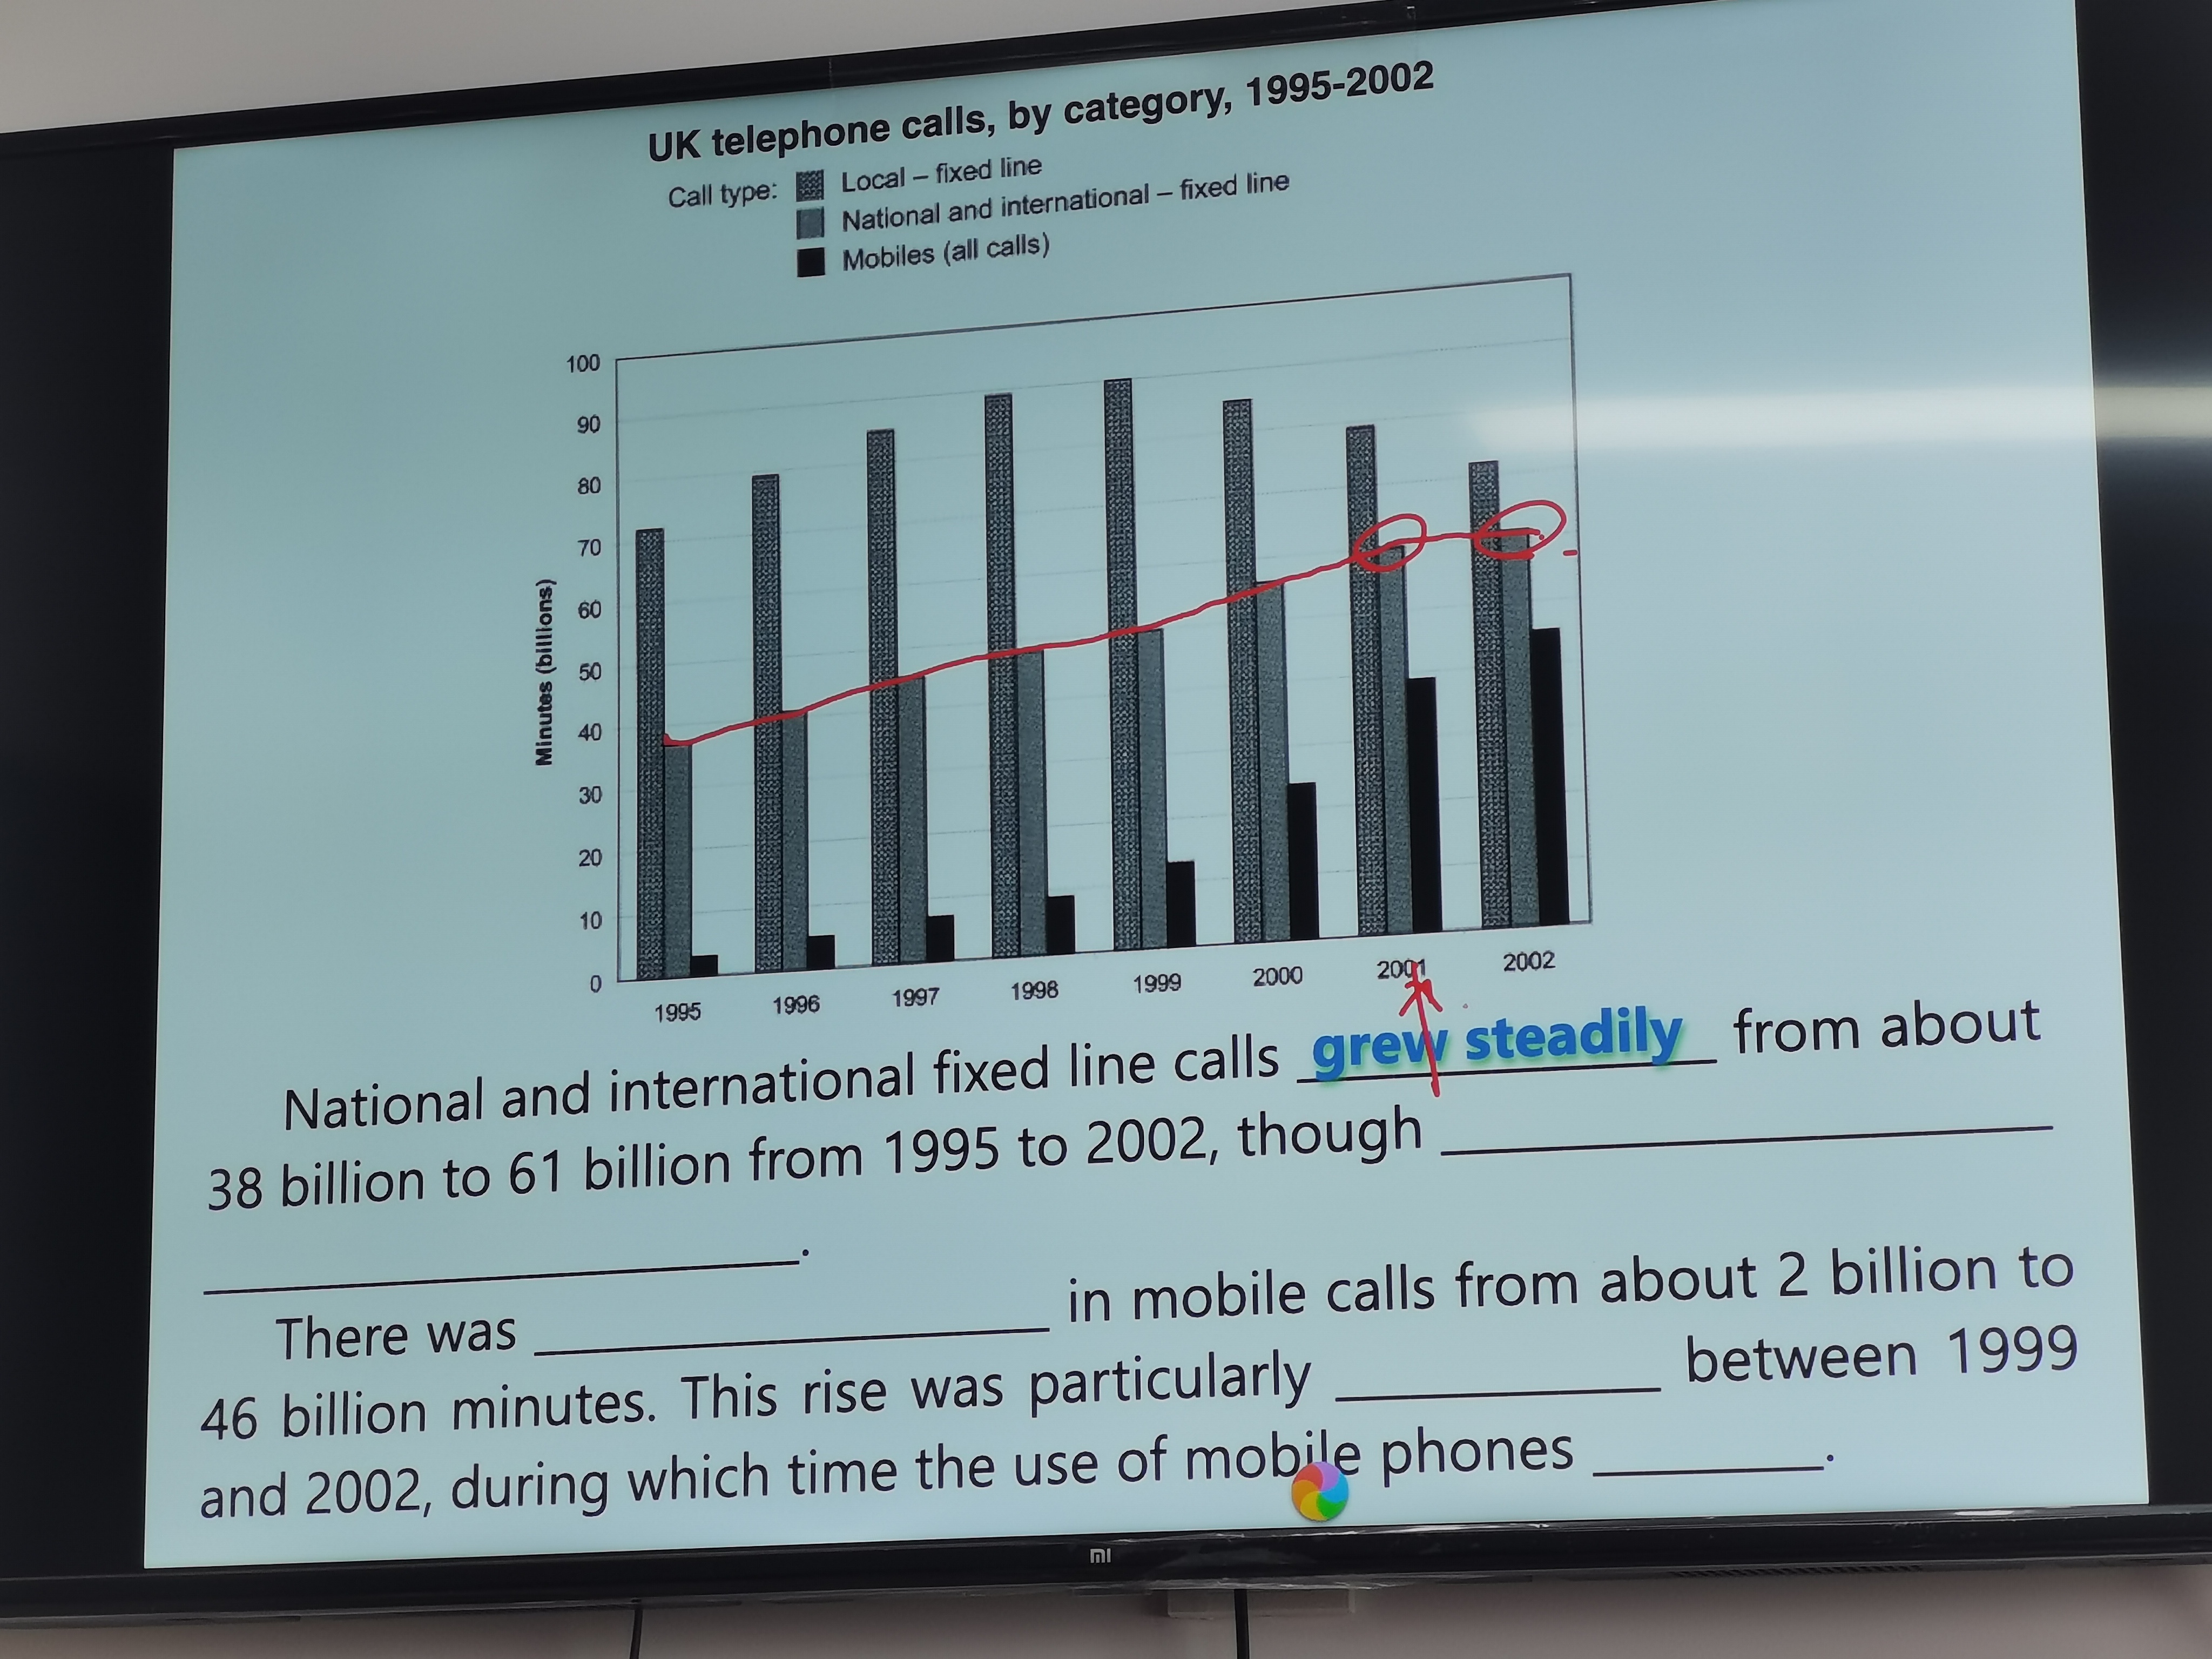 UK telephone calls, by category, 1995-2002
Call type: Local – fixed line
National and international – fixed line
Mobiles (all calls)
100
90
80
70
60
50
40
30
20
10
0
Minutes (billions)
1995 1996 1997 1998 1999 2000 2001 2002
National and international fixed line calls grew steadily from about
38 billion to 61 billion from 1995 to 2002, though ____________
____________.
There was ____________ in mobile calls from about 2 billion to
46 billion minutes. This rise was particularly ________ between 1999
and 2002, during which time the use of mobile phones ______.
mi